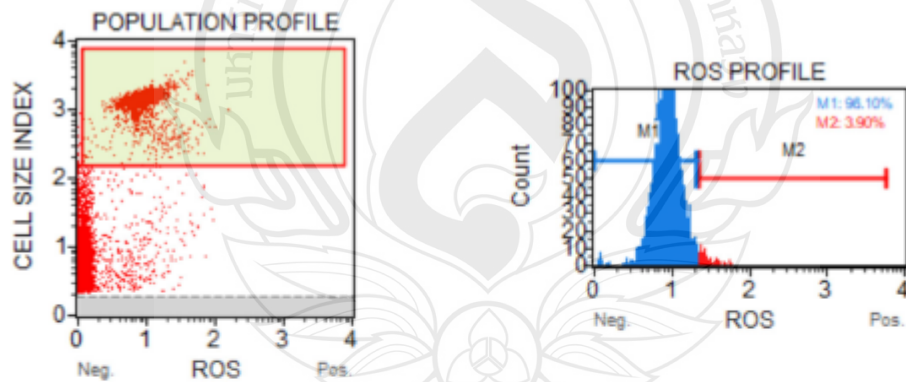 POPULATION PROFILE
4
3
2
1
0
CELL SIZE INDEX
0 1 2 3 4
Neg. ROS Pos.
ROS PROFILE
100
90
80
70
60
50
40
30
20
10
0
Count
M1: 96.10%
M2: 3.90%
M1
M2
0 1 2 3 4
Neg. ROS Pos.